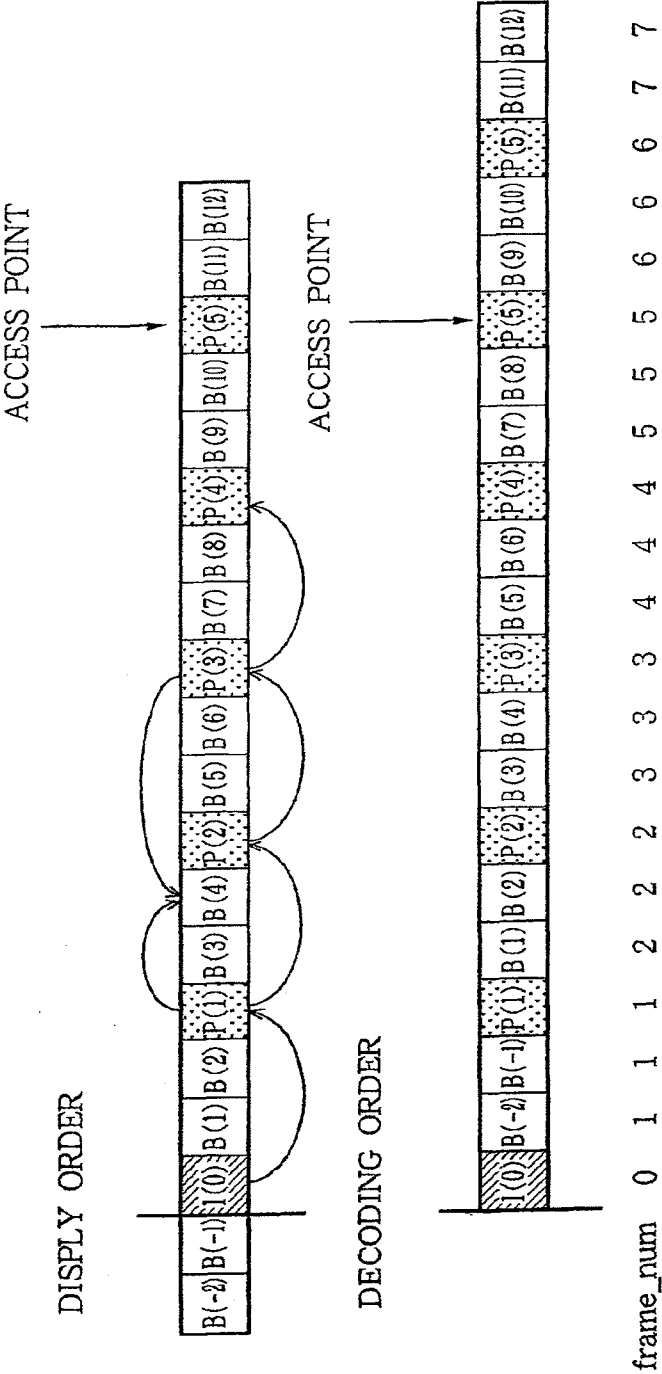 ACCESS POINT
DISPLY ORDER
B(-2) B(-1) I(0) B(1) B(2) P(1) B(3) B(4) P(2) B(5) B(6) P(3) B(7) B(8) P(4) B(9) B(10) P(5) B(11) B(12)
ACCESS POINT
DECODING ORDER
I(0) B(-2) B(-1) P(1) B(1) B(2) P(2) B(3) B(4) P(3) B(5) B(6) P(4) B(7) B(8) P(5) B(9) B(10) P(5) B(11) B(12)
frame_num 0 1 1 1 2 2 2 3 3 3 4 4 4 5 5 5 6 6 6 7 7